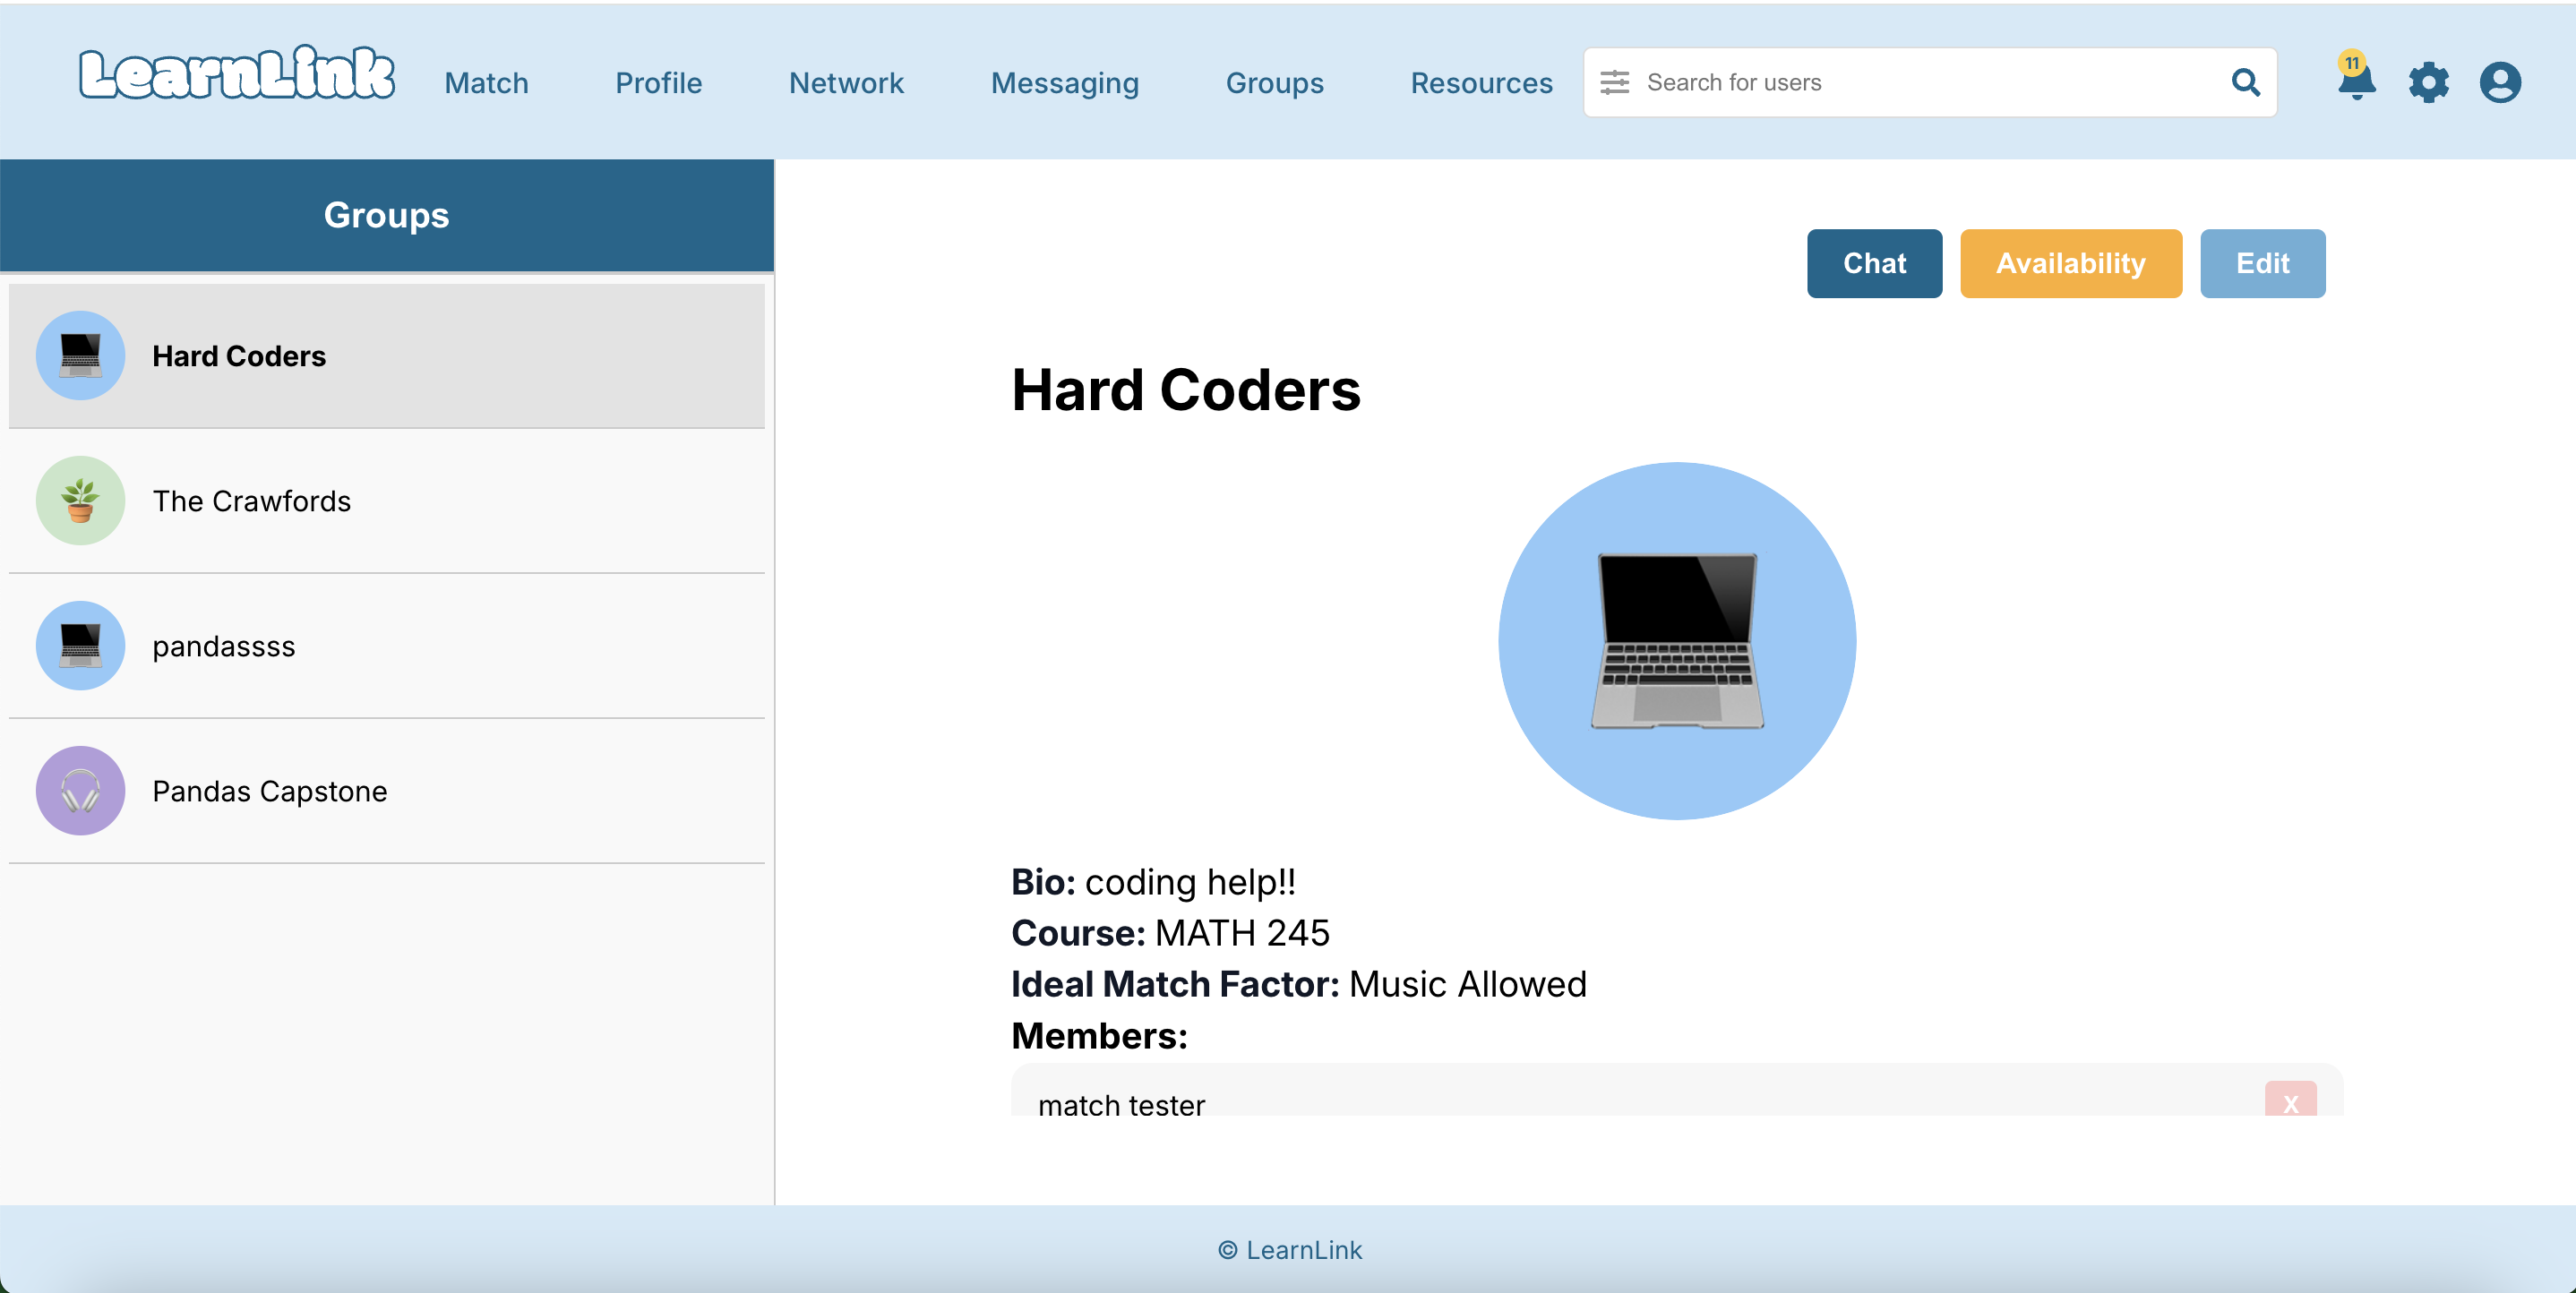 LearnLink Match Profile Network Messaging Groups Resources Search for users 11
Groups
Chat Availability Edit
Hard Coders
The Crawfords
pandassss
Pandas Capstone
Hard Coders
Bio: coding help!!
Course: MATH 245
Ideal Match Factor: Music Allowed
Members:
match tester X
© LearnLink